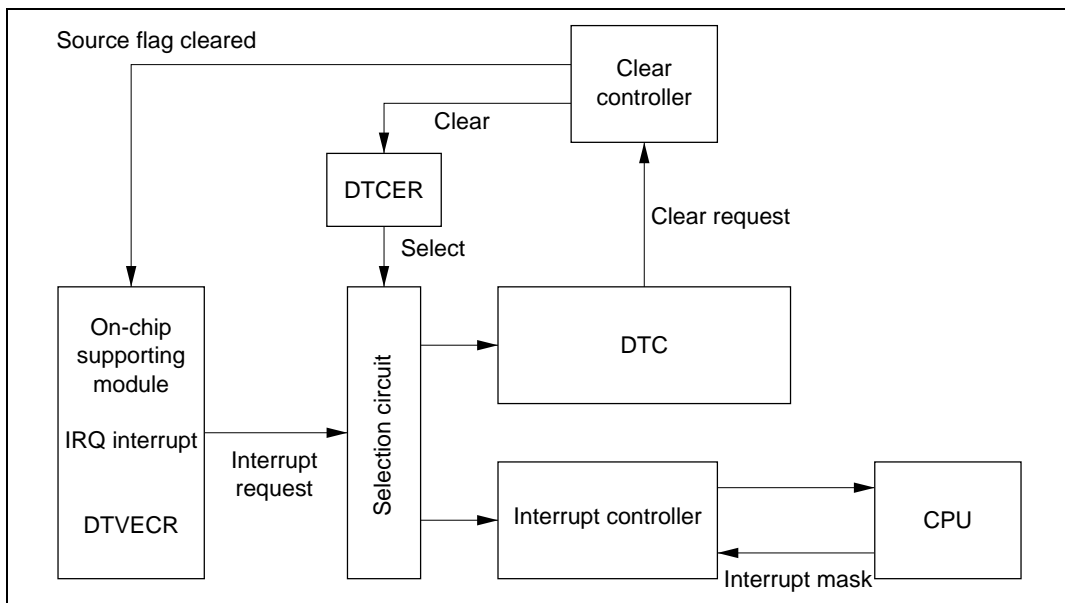 Source flag cleared
Clear
controller
Clear
DTCER
Clear request
Select
On-chip
supporting
module
IRQ interrupt
DTVECR
Interrupt
request
Selection circuit
DTC
Interrupt controller
CPU
Interrupt mask